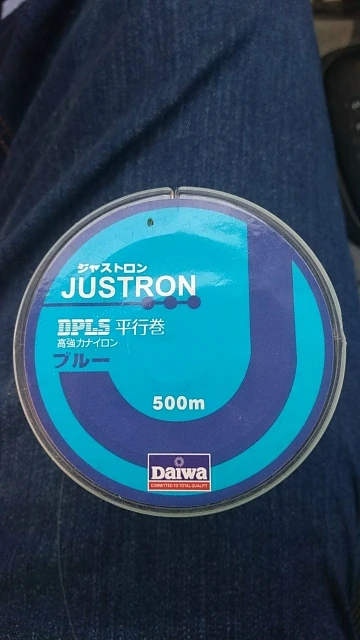 ジャストロン
JUSTRON
DPLS 平行巻
高強力ナイロン
ブルー
500m
Daiwa
COMMITTED TO TOTAL QUALITY